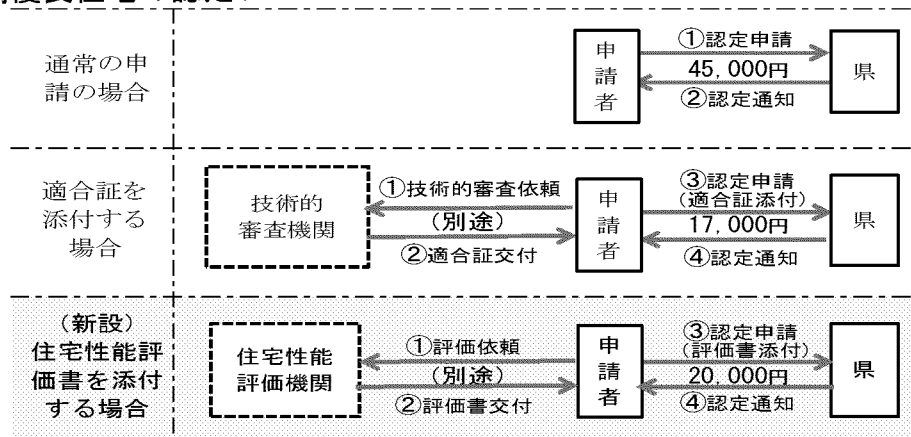 通常の申
請の場合
申
請
者
①認定申請
45,000円
②認定通知
県
適合証を
添付する
場合
技術的
審査機関
①技術的審査依頼
(別途)
②適合証交付
申
請
者
③認定申請
(適合証添付)
17,000円
④認定通知
県
(新設)
住宅性能評
価書を添付
する場合
住宅性能
評価機関
①評価依頼
(別途)
②評価書交付
申
請
者
③認定申請
(評価書添付)
20,000円
④認定通知
県